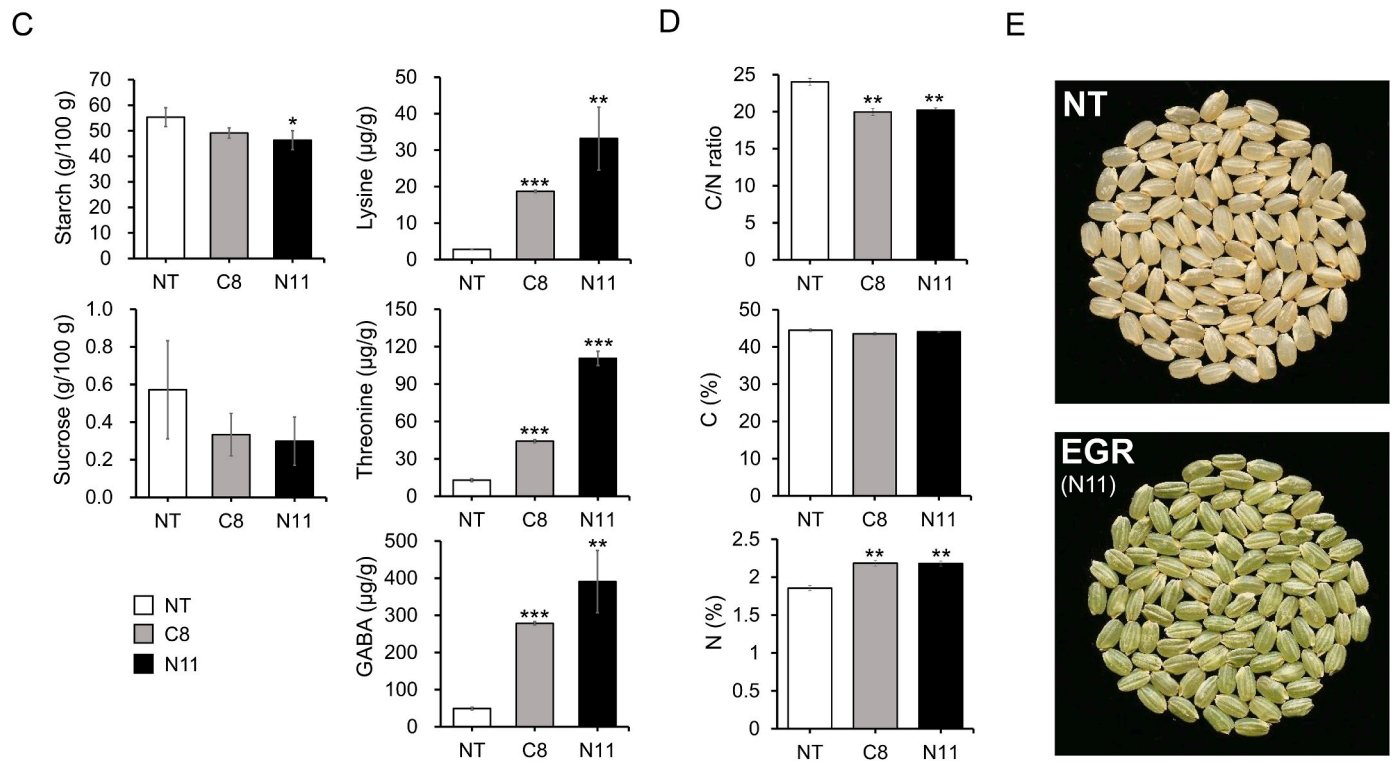 C
D
E
Starch (g/100 g)
70
60
50
40
30
20
10
0
*
NT C8 N11
Lysine (µg/g)
50
40
30
20
10
0
***
**
NT C8 N11
C/N ratio
25
20
15
10
5
0
**
**
NT C8 N11
NT
Sucrose (g/100 g)
1.0
0.8
0.6
0.4
0.2
0.0
NT C8 N11
Threonine (µg/g)
150
120
90
60
30
0
***
***
NT C8 N11
C (%)
50
40
30
20
10
0
NT C8 N11
EGR
(N11)
NT
C8
N11
GABA (µg/g)
500
400
300
200
100
0
***
**
NT C8 N11
N (%)
2.5
2
1.5
1
0.5
0
**
**
NT C8 N11